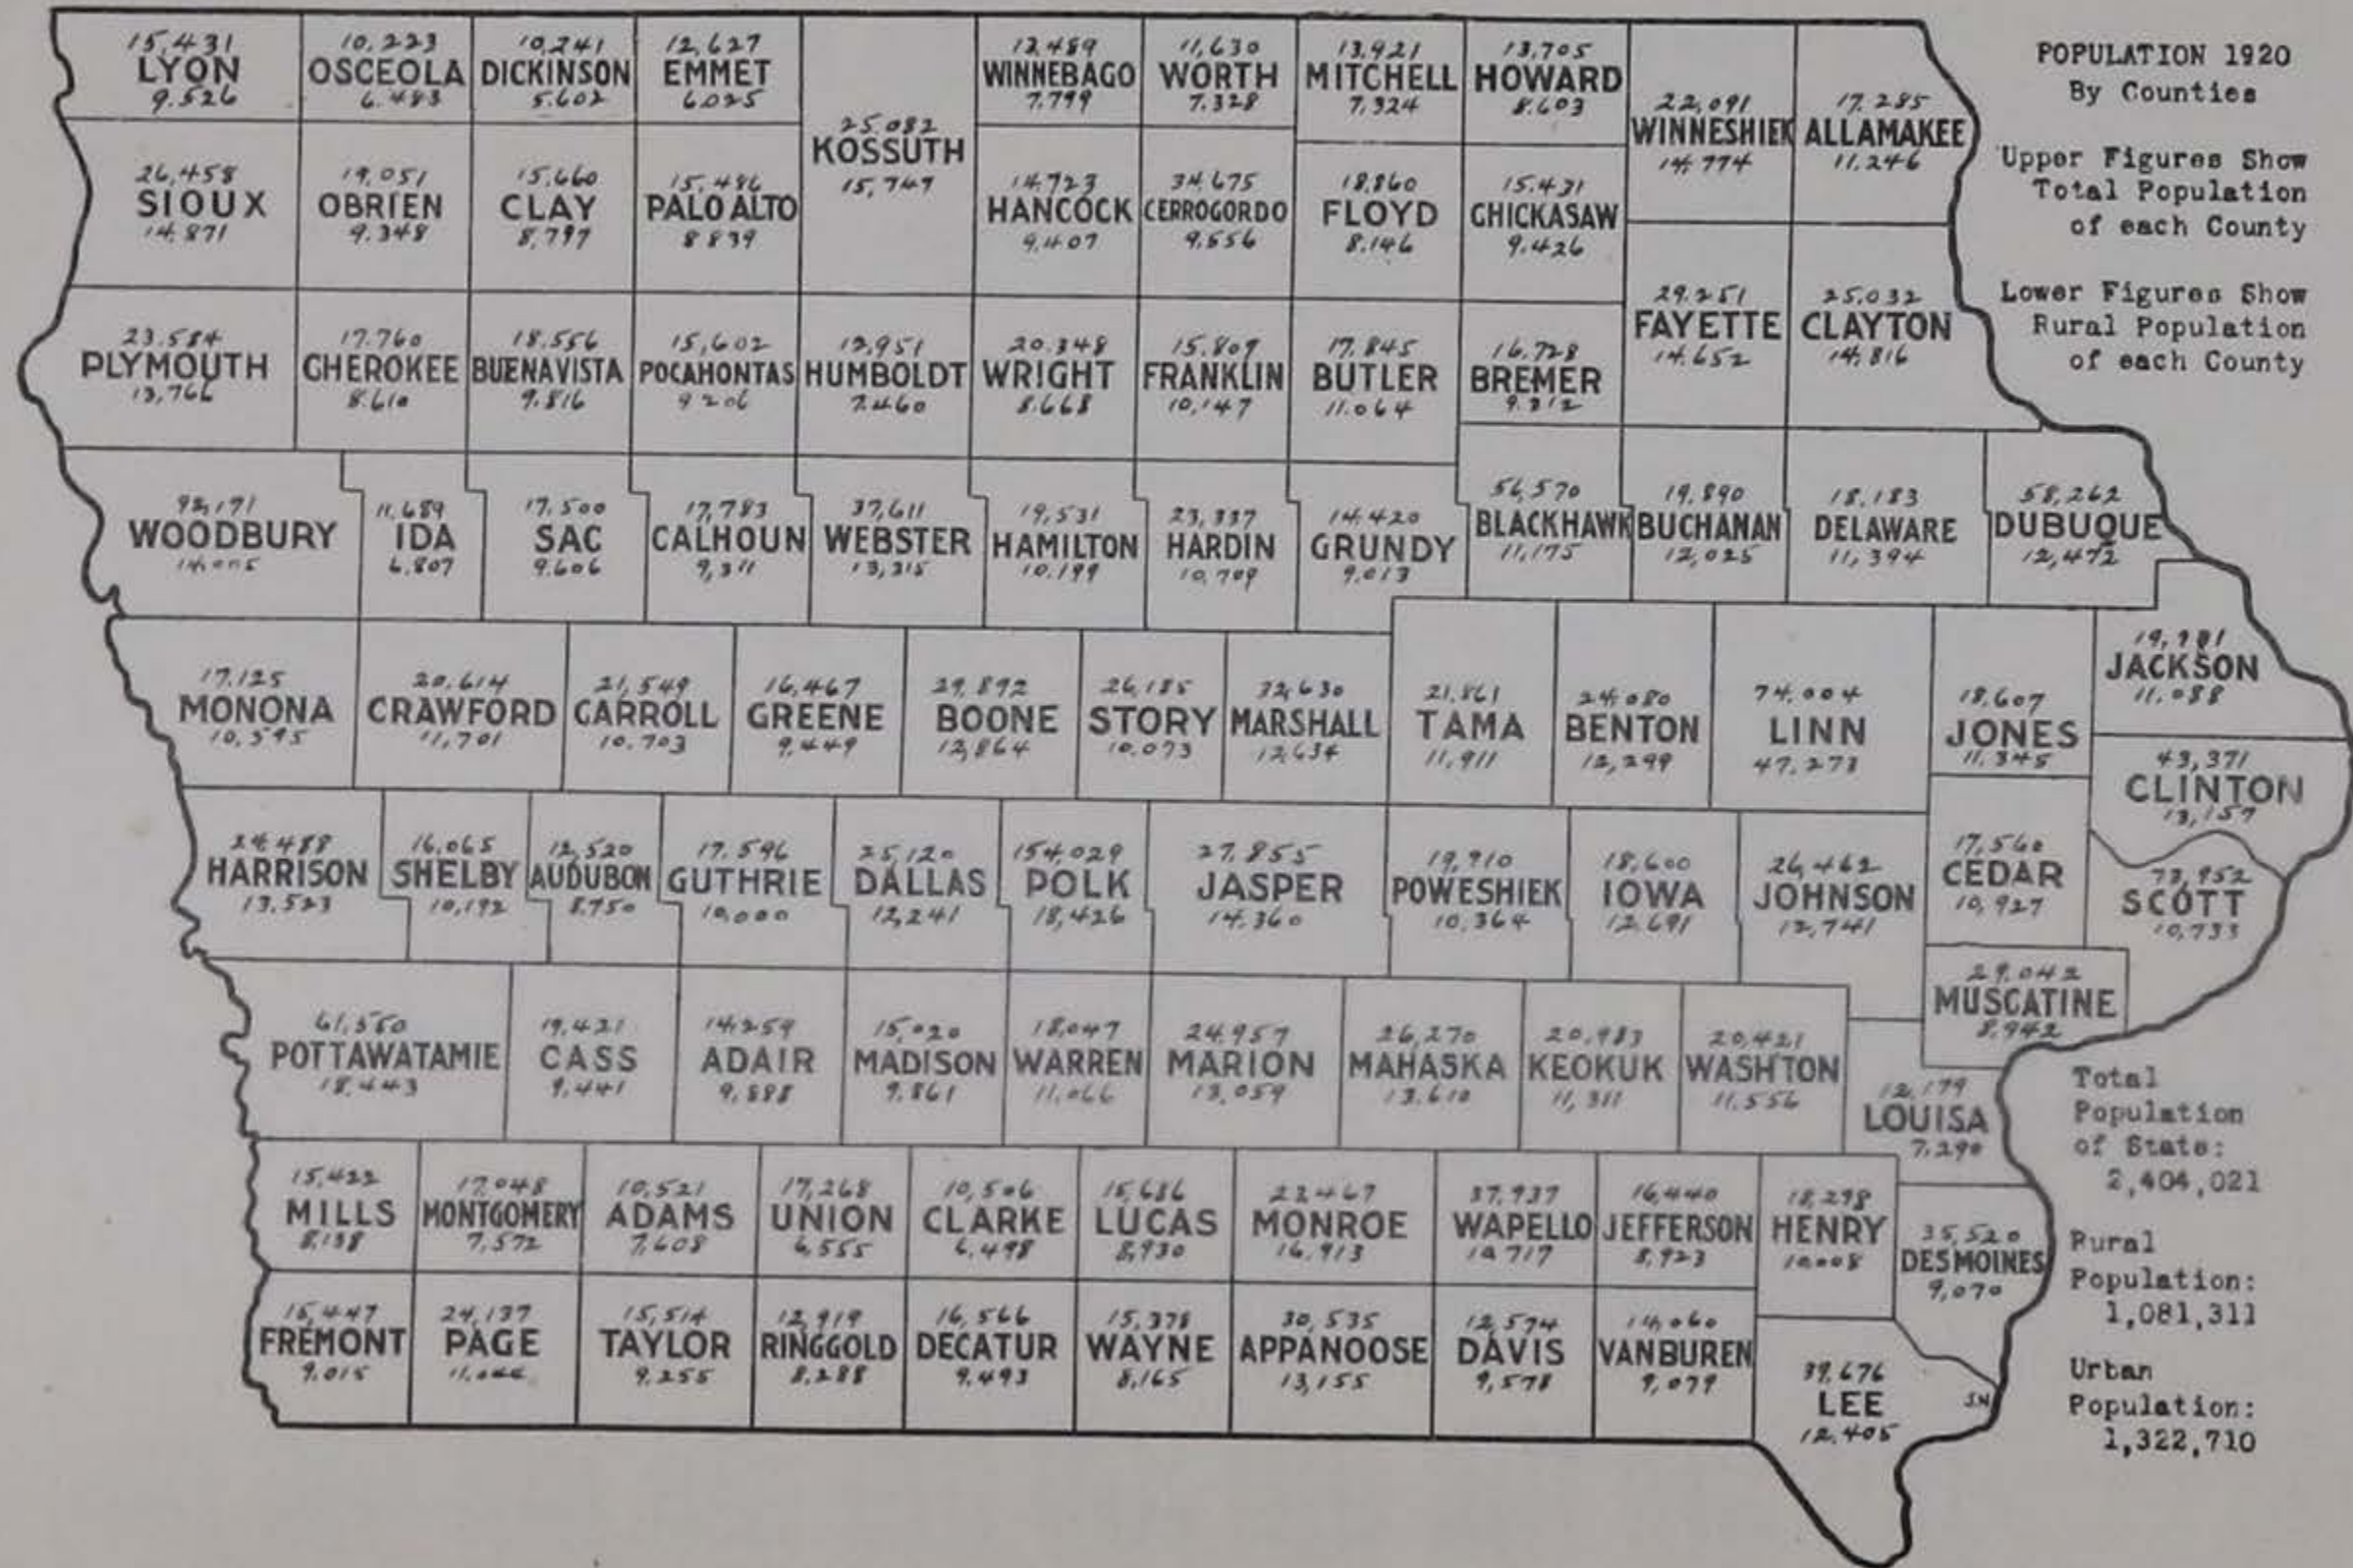 POPULATION 1920
By Counties
Upper Figures Show
Total Population
of each County
Lower Figures Show
Rural Population
of each County
15,431
LYON
9.526
10,223
OSCEOLA
6.483
10,241
DICKINSON
5.602
12,627
EMMET
6025
25.082
KOSSUTH
15,747
13,489
WINNEBAGO
7.799
11,630
WORTH
7.328
13,921
MITCHELL
7,324
13,705
HOWARD
8.603
22,091
WINNESHIEK
14,774
17.285
ALLAMAKEE
11.246
26,458
SIOUX
14,871
19,051
OBRIEN
9.348
15,660
CLAY
8,797
15,486
PALO ALTO
8839
14,723
HANCOCK
9,407
34,675
CERROGORDO
9,556
18,860
FLOYD
8.146
15.431
CHICKASAW
9.426
29.251
FAYETTE
14.652
25.032
CLAYTON
14,816
23.584
PLYMOUTH
13,766
17.760
CHEROKEE
8.610
18.556
BUENAVISTA
9.816
15,602
POCAHONTAS
9206
12,951
HUMBOLDT
7.460
20.348
WRIGHT
8.668
15.807
FRANKLIN
10,147
17.845
BUTLER
11.064
16.728
BREMER
9.312
92,171
WOODBURY
11,689
IDA
6.807
17,500
SAC
9.606
17,783
CALHOUN
9,311
37,611
WEBSTER
13,315
19,531
HAMILTON
10.199
23,337
HARDIN
10,709
14,420
GRUNDY
9,013
56,570
BLACKHAWK
11,175
19,890
BUCHANAN
12,025
18,183
DELAWARE
11,394
58,262
DUBUQUE
12,472
17.125
MONONA
10,595
20.614
CRAWFORD
11,701
21,549
CARROLL
10.703
16,467
GREENE
9,449
29,892
BOONE
12,864
26,185
STORY
10.073
32,630
MARSHALL
12,634
21,861
TAMA
11,911
24,080
BENTON
12,299
74,004
LINN
47.273
18,607
JONES
11,345
19,931
JACKSON
11.088
43,371
CLINTON
13,157
24.488
HARRISON
13.523
16,065
SHELBY
10,192
12,520
AUDUBON
8.750
17.596
GUTHRIE
10,000
25,120
DALLAS
12,241
154,029
POLK
18,426
27.855
JASPER
14.360
19,910
POWESHIEK
10,364
18,600
IOWA
12.691
26,462
JOHNSON
12,741
17,560
CEDAR
10,927
73,952
SCOTT
10,733
29,042
MUSCATINE
8,942
61,550
POTTAWATAMIE
18,443
19,421
CASS
9,441
14,259
ADAIR
9,898
15,020
MADISON
9.861
18,047
WARREN
11,066
24,957
MARION
13,059
26,270
MAHASKA
13.610
20,983
KEOKUK
11,311
20,421
WASHTON
11.556
12,179
LOUISA
7.290
15,422
MILLS
8,138
17,048
MONTGOMERY
7,572
10,521
ADAMS
7,608
17,268
UNION
6,555
10,506
CLARKE
6.498
15,686
LUCAS
8,930
23467
MONROE
16,913
37,937
WAPELLO
10717
16,440
JEFFERSON
8,923
18,298
HENRY
10,008
35,520
DESMOINES
9,070
15,447
FREMONT
9,015
24,137
PAGE
15,514
TAYLOR
9.255
12,919
RINGGOLD
8,288
16,566
DECATUR
9.493
15,378
WAYNE
8,165
30,535
APPANOOSE
13,155
12,574
DAVIS
9,578
14,060
VANBUREN
9,079
39,676
LEE
12.405
Total
Population
of State:
2,404,021
Rural
Population:
1,081,311
Urban
Population:
1,322,710